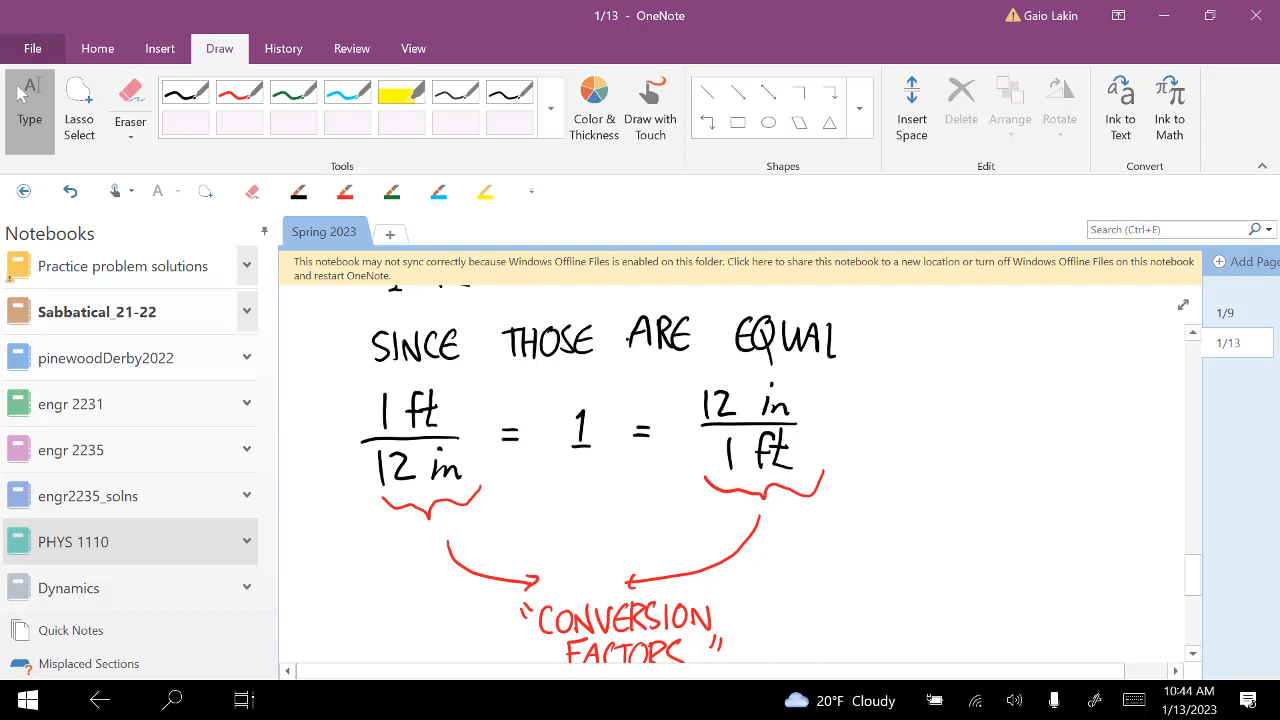 1/13 - OneNote
Gaio Lakin
File
Home
Insert
Draw
History
Review
View
Type
Lasso
Select
Eraser
Color &
Thickness
Draw with
Touch
Insert
Space
Delete
Arrange
Rotate
Ink to
Text
Ink to
Math
Tools
Shapes
Edit
Convert
A
Notebooks
Spring 2023
Search (Ctrl+E)
This notebook may not sync correctly because Windows Offline Files is enabled on this folder. Click here to share this notebook to a new location or turn off Windows Offline Files on this notebook
and restart OneNote.
Add Page
1/9
1/13
Practice problem solutions
Sabbatical_21-22
pinewoodDerby2022
engr 2231
engr 2235
engr2235_solns
PHYS 1110
Dynamics
Quick Notes
Misplaced Sections
SINCE THOSE ARE EQUAL
1 ft
12 in
= 1 =
12 in
1 ft
"CONVERSION
FACTORS"
20°F Cloudy
10:44 AM
1/13/2023